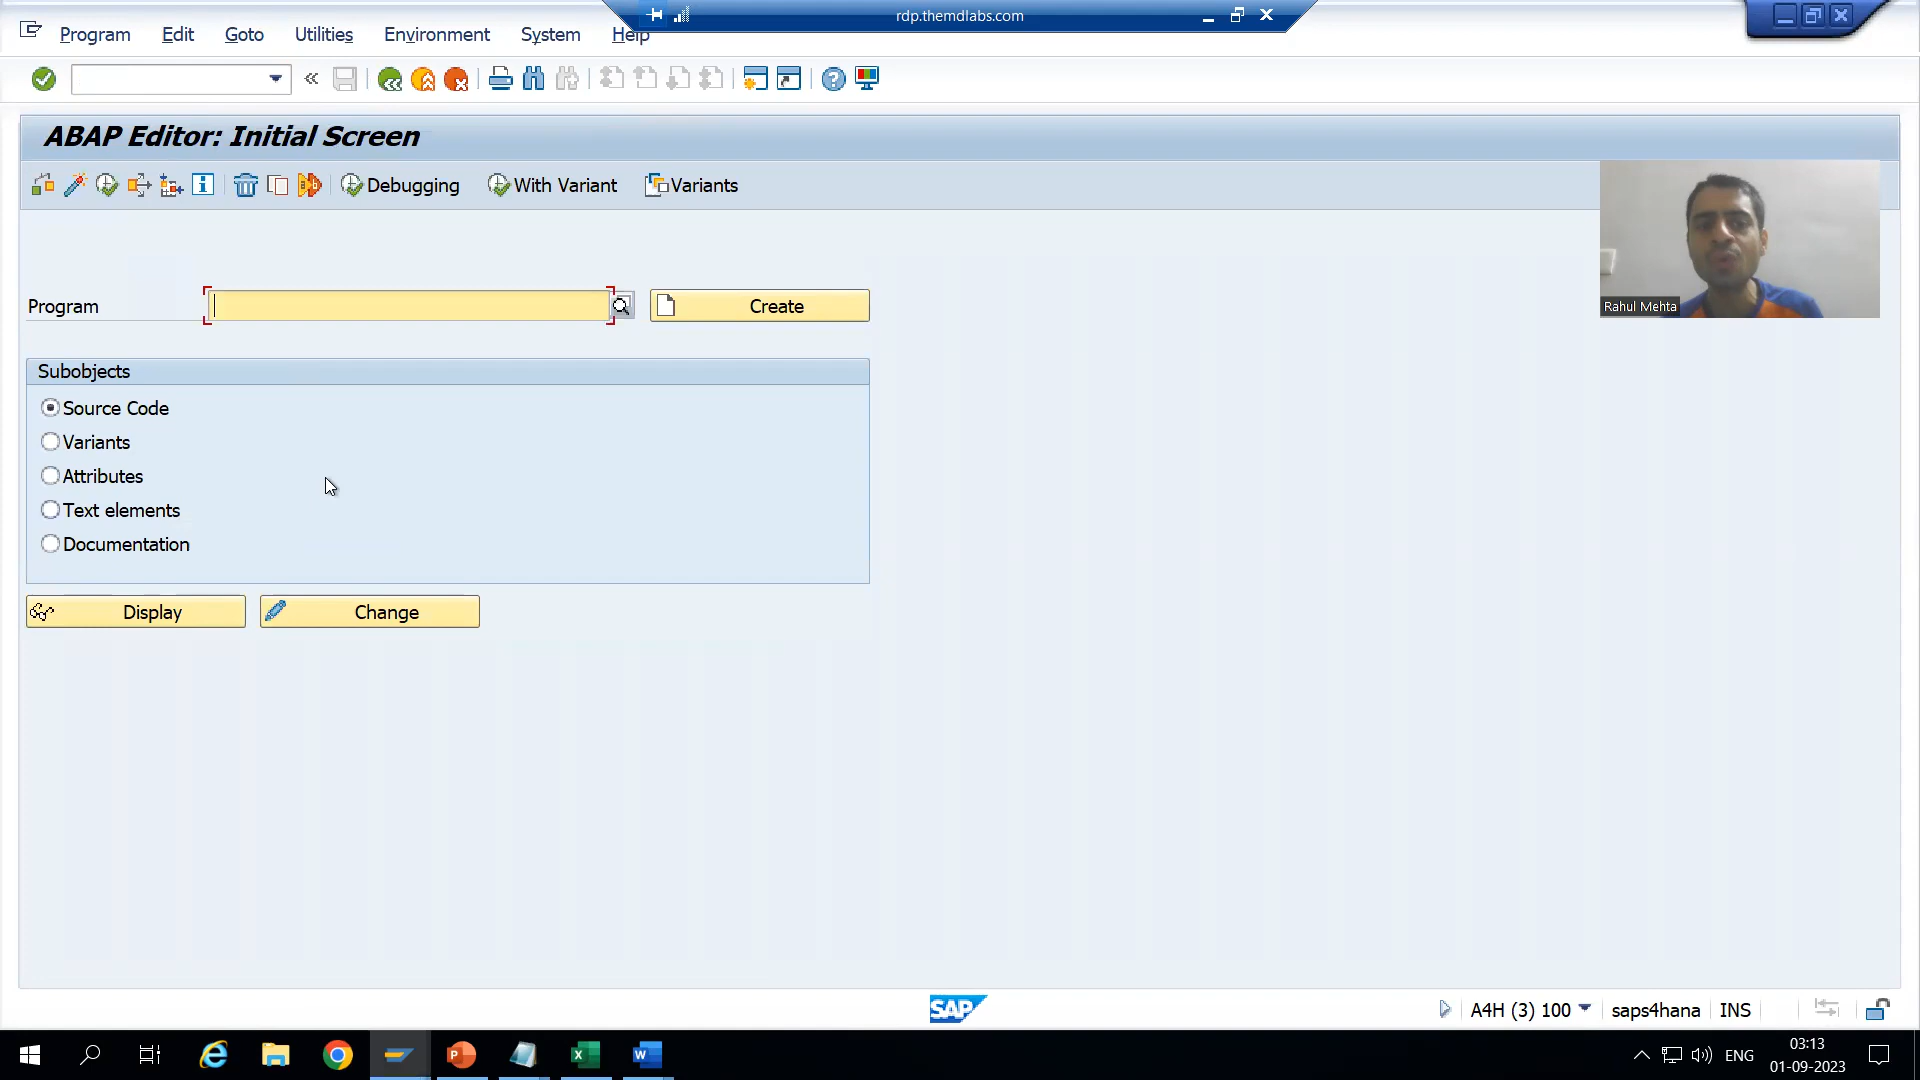 rdp.themdlabs.com
Program Edit Goto Utilities Environment System Help
ABAP Editor: Initial Screen
Debugging With Variant Variants
Program Create
Rahul Mehta
Subobjects
Source Code
Variants
Attributes
Text elements
Documentation
Display Change
SAP A4H (3) 100 saps4hana INS
ENG 03:13
01-09-2023